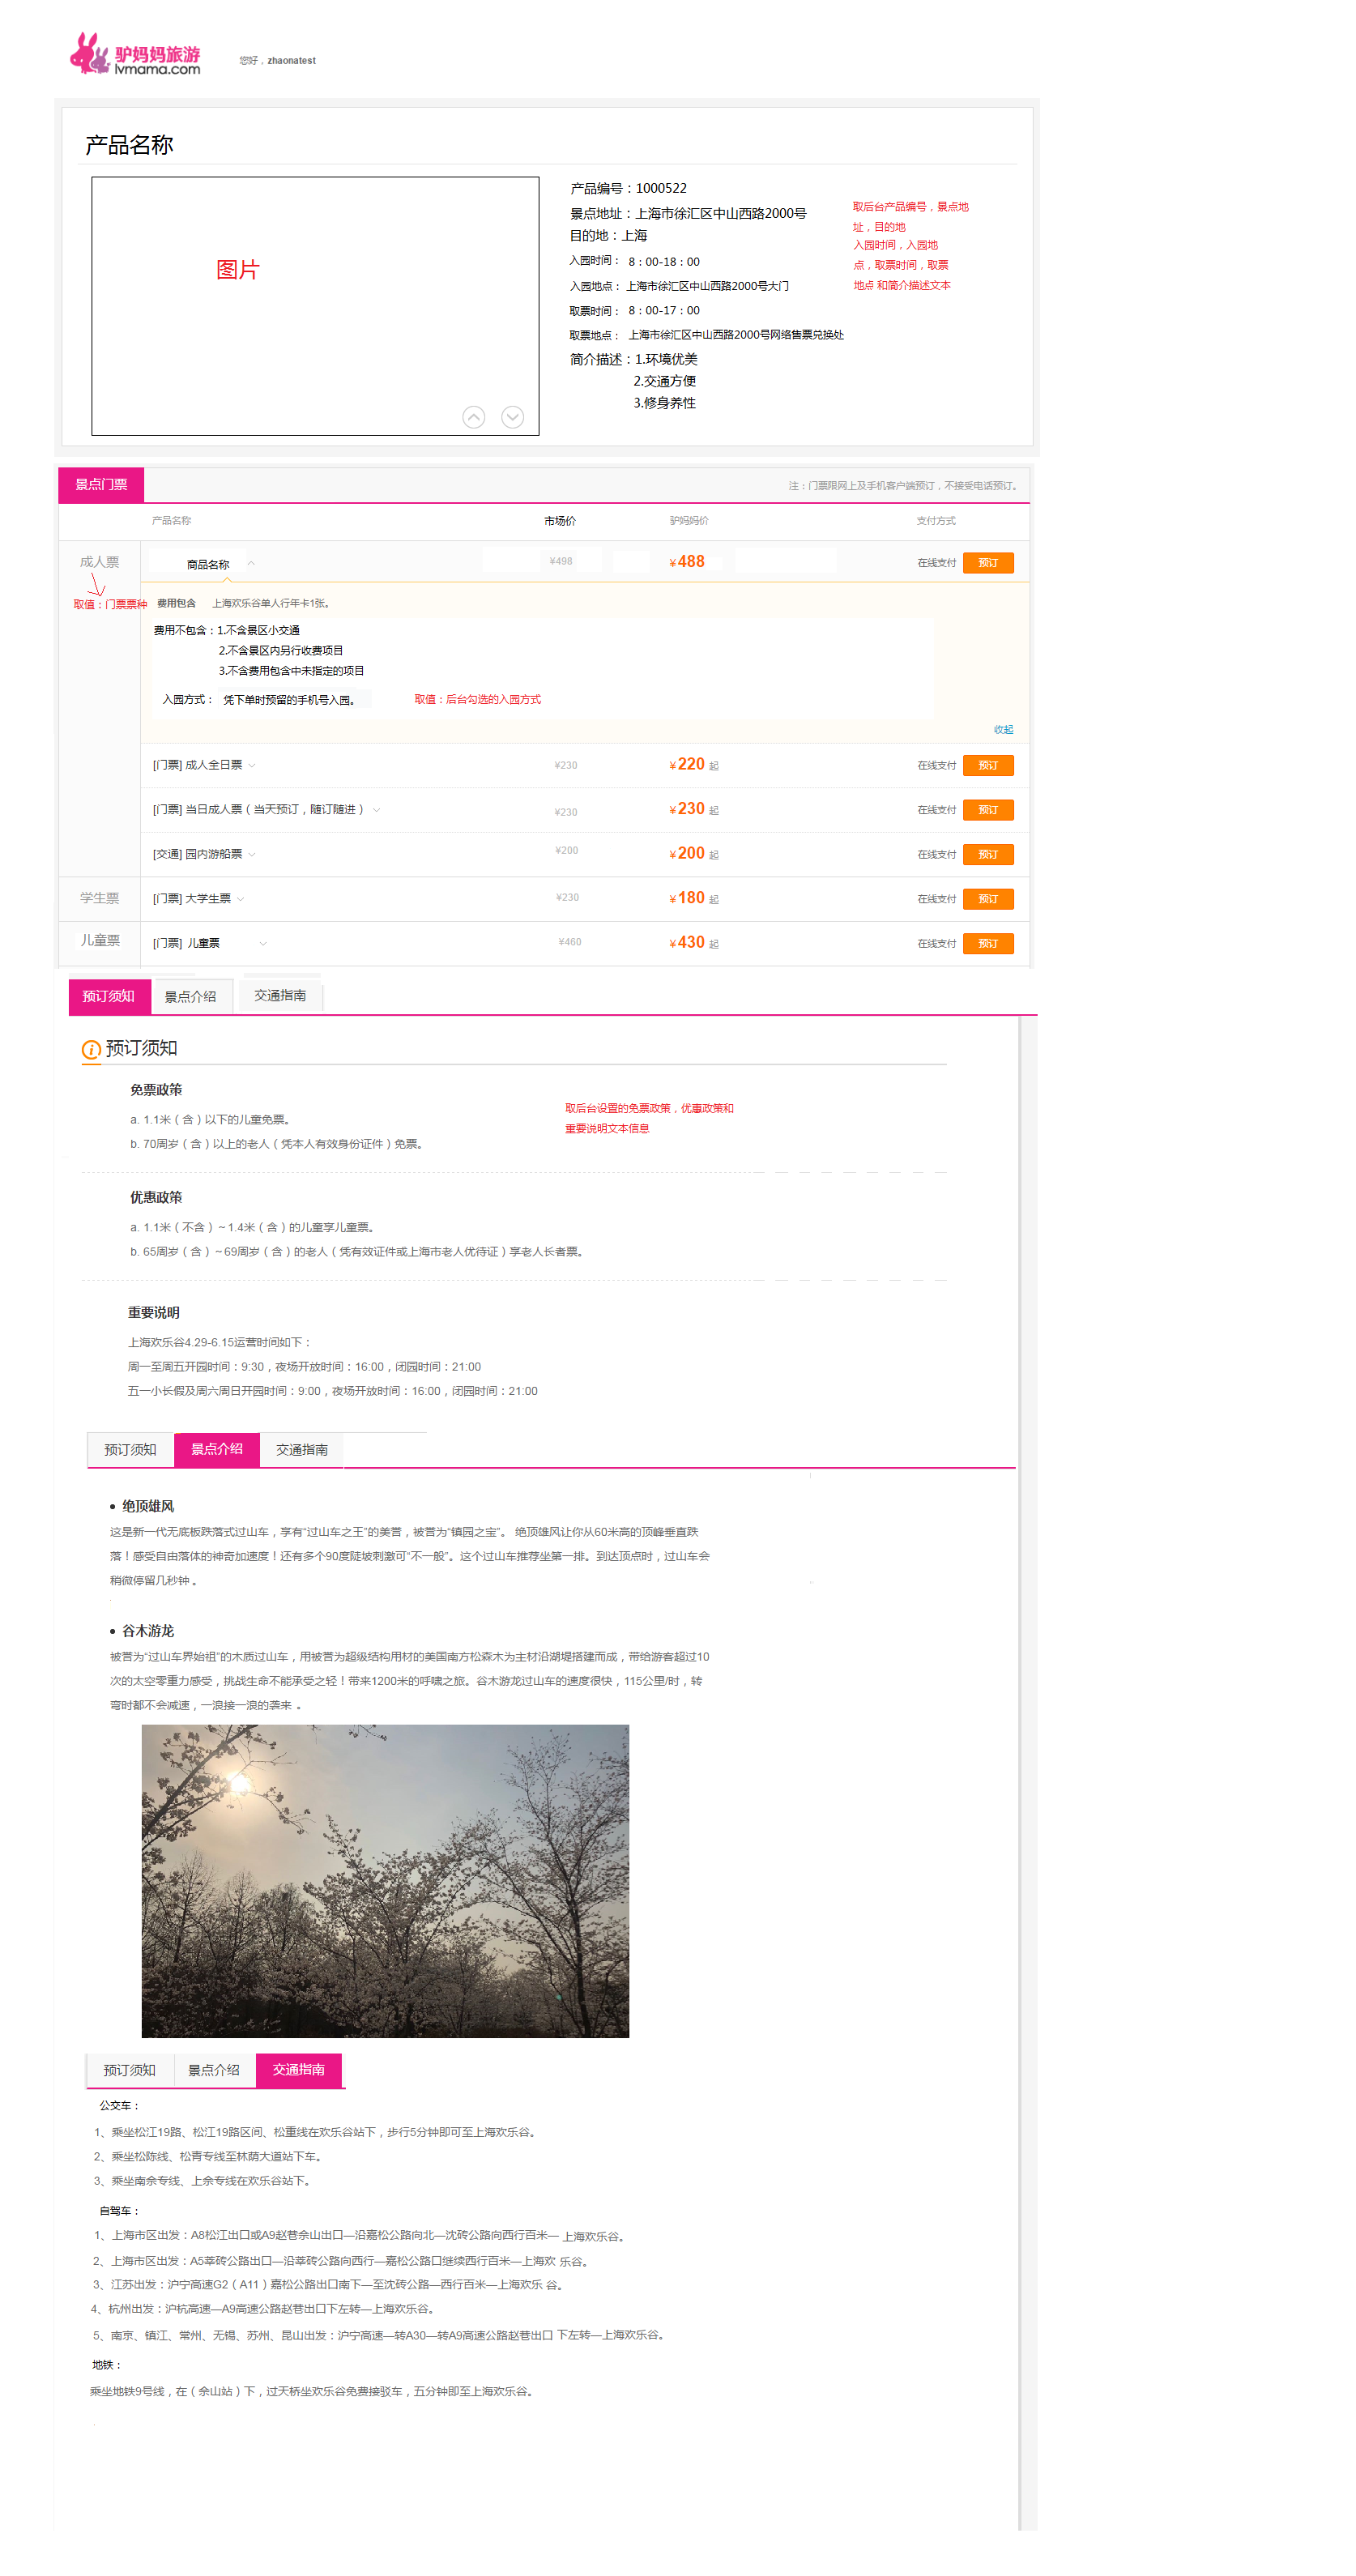 驴妈妈旅游
lvmama.com
您好，zhaonatest
产品名称
图片
产品编号：1000522
景点地址：上海市徐汇区中山西路2000号
目的地：上海
入园时间： 8：00-18：00
入园地点： 上海市徐汇区中山西路2000号大门
取票时间： 8：00-17：00
取票地点： 上海市徐汇区中山西路2000号网络售票兑换处
简介描述：1.环境优美
2.交通方便
3.修身养性
取后台产品编号，景点地
址，目的地
入园时间，入园地
点，取票时间，取票
地点 和简介描述文本
景点门票
注：门票限网上及手机客户端预订，不接受电话预订。
产品名称 市场价 驴妈妈价 支付方式
成人票 商品名称 ¥498 ¥488 在线支付 预订
取值：门票票种
费用包含 上海欢乐谷单人行年卡1张。
费用不包含：1.不含景区小交通
2.不含景区内另行收费项目
3.不含费用包含中未指定的项目
入园方式： 凭下单时预留的手机号入园。 取值：后台勾选的入园方式
收起
[门票] 成人全日票 ¥230 ¥220 起 在线支付 预订
[门票] 当日成人票（当天预订，随订随进） ¥230 ¥230 起 在线支付 预订
[交通] 园内游船票 ¥200 ¥200 起 在线支付 预订
学生票 [门票] 大学生票 ¥230 ¥180 起 在线支付 预订
儿童票 [门票] 儿童票 ¥460 ¥430 起 在线支付 预订
预订须知 景点介绍 交通指南
预订须知
免票政策
a. 1.1米（含）以下的儿童免票。
b. 70周岁（含）以上的老人（凭本人有效身份证件）免票。
取后台设置的免票政策，优惠政策和
重要说明文本信息
优惠政策
a. 1.1米（不含）～1.4米（含）的儿童享儿童票。
b. 65周岁（含）～69周岁（含）的老人（凭有效证件或上海市老人优待证）享老人长者票。
重要说明
上海欢乐谷4.29-6.15运营时间如下：
周一至周五开园时间：9:30，夜场开放时间：16:00，闭园时间：21:00
五一小长假及周六周日开园时间：9:00，夜场开放时间：16:00，闭园时间：21:00
预订须知 景点介绍 交通指南
• 绝顶雄风
这是新一代无底板跌落式过山车，享有“过山车之王”的美誉，被誉为“镇园之宝”。 绝顶雄风让你从60米高的顶峰垂直跌
落！感受自由落体的神奇加速度！还有多个90度陡坡刺激可“不一般”。这个过山车推荐坐第一排。到达顶点时，过山车会
稍微停留几秒钟 。
• 谷木游龙
被誉为“过山车界始祖”的木质过山车，用被誉为超级结构用材的美国南方松森木为主材沿湖堤搭建而成，带给游客超过10
次的太空零重力感受，挑战生命不能承受之轻！带来1200米的呼啸之旅。谷木游龙过山车的速度很快，115公里/时，转
弯时都不会减速，一浪接一浪的袭来 。
预订须知 景点介绍 交通指南
公交车：
1、乘坐松江19路、松江19路区间、松重线在欢乐谷站下，步行5分钟即可至上海欢乐谷。
2、乘坐松陈线、松青专线至林荫大道站下车。
3、乘坐南佘专线、上佘专线在欢乐谷站下。
自驾车：
1、上海市区出发：A8松江出口或A9赵巷佘山出口—沿嘉松公路向北—沈砖公路向西行百米— 上海欢乐谷。
2、上海市区出发：A5莘砖公路出口—沿莘砖公路向西行—嘉松公路口继续西行百米—上海欢 乐谷。
3、江苏出发：沪宁高速G2（A11）嘉松公路出口南下—至沈砖公路—西行百米—上海欢乐 谷。
4、杭州出发：沪杭高速—A9高速公路赵巷出口下左转—上海欢乐谷。
5、南京、镇江、常州、无锡、苏州、昆山出发：沪宁高速—转A30—转A9高速公路赵巷出口 下左转—上海欢乐谷。
地铁：
乘坐地铁9号线，在（佘山站）下，过天桥坐欢乐谷免费接驳车，五分钟即至上海欢乐谷。